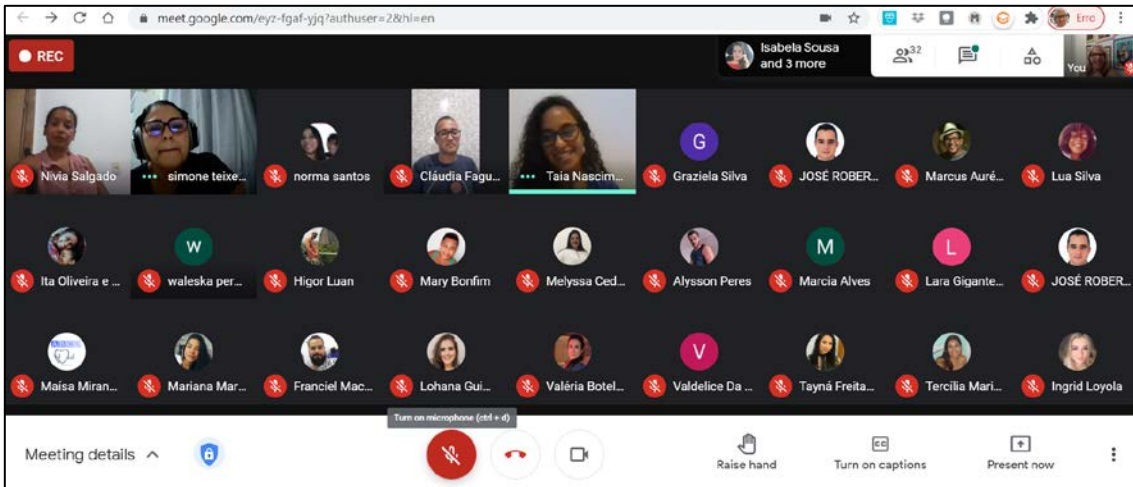 meet.google.com/eyz-fgaf-yjq?authuser=2&hl=en
Erro
REC
Isabela Sousa
and 3 more
32
You
Nivia Salgado
simone teixe...
norma santos
Cláudia Fagu...
Taia Nascim...
G
Graziela Silva
JOSÉ ROBER...
Marcus Auré...
Lua Silva
Ita Oliveira e ...
W
waleska per...
Higor Luan
Mary Bonfim
Melyssa Ced...
Alysson Peres
M
Marcia Alves
L
Lara Gigante...
JOSÉ ROBER...
Maísa Miran...
Mariana Mar...
Franciel Mac...
Lohana Gui...
Valéria Botel...
V
Valdelice Da ...
Tayná Freita...
Tercília Mari...
Ingrid Loyola
Turn on microphone (ctrl + d)
Meeting details
Raise hand
CC
Turn on captions
Present now